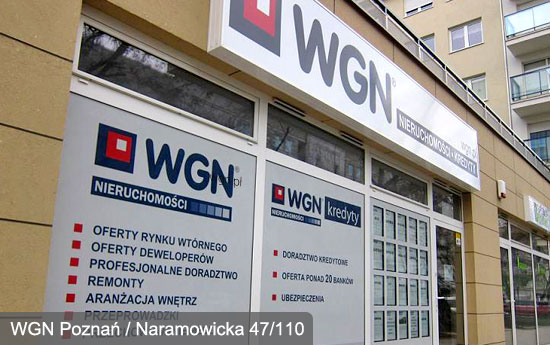 WGN®
NIERUCHOMOŚCI • KREDYTY
WGN®
NIERUCHOMOŚCI
OFERTY RYNKU WTÓRNEGO
OFERTY DEWELOPERÓW
PROFESJONALNE DORADZTWO
REMONTY
ARANŻACJA WNĘTRZ
PRZEPROWADZKI
WGN
kredyty
NIERUCHOMOŚCI
DORADZTWO KREDYTOWE
OFERTA PONAD 20 BANKÓW
UBEZPIECZENIA
WGN Poznań / Naramowicka 47/110